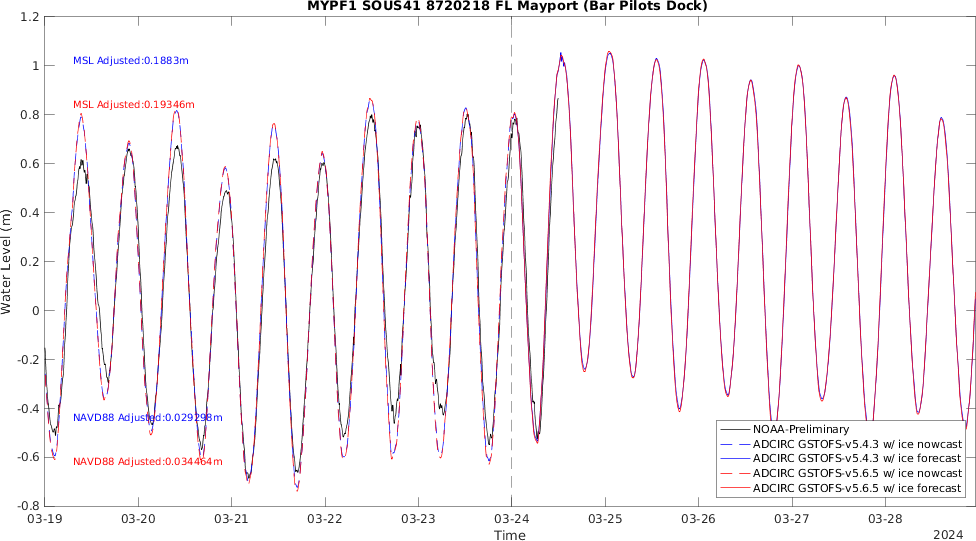 MYPF1 SOUS41 8720218 FL Mayport (Bar Pilots Dock)
1.2
1
0.8
0.6
0.4
0.2
0
-0.2
-0.4
-0.6
-0.8
Water Level (m)
MSL Adjusted:0.1883m
MSL Adjusted:0.19346m
NAVD88 Adjusted:0.029298m
NAVD88 Adjusted:0.034464m
NOAA-Preliminary
ADCIRC GSTOFS-v5.4.3 w/ ice nowcast
ADCIRC GSTOFS-v5.4.3 w/ ice forecast
ADCIRC GSTOFS-v5.6.5 w/ ice nowcast
ADCIRC GSTOFS-v5.6.5 w/ ice forecast
03-19 03-20 03-21 03-22 03-23 03-24 03-25 03-26 03-27 03-28
Time
2024